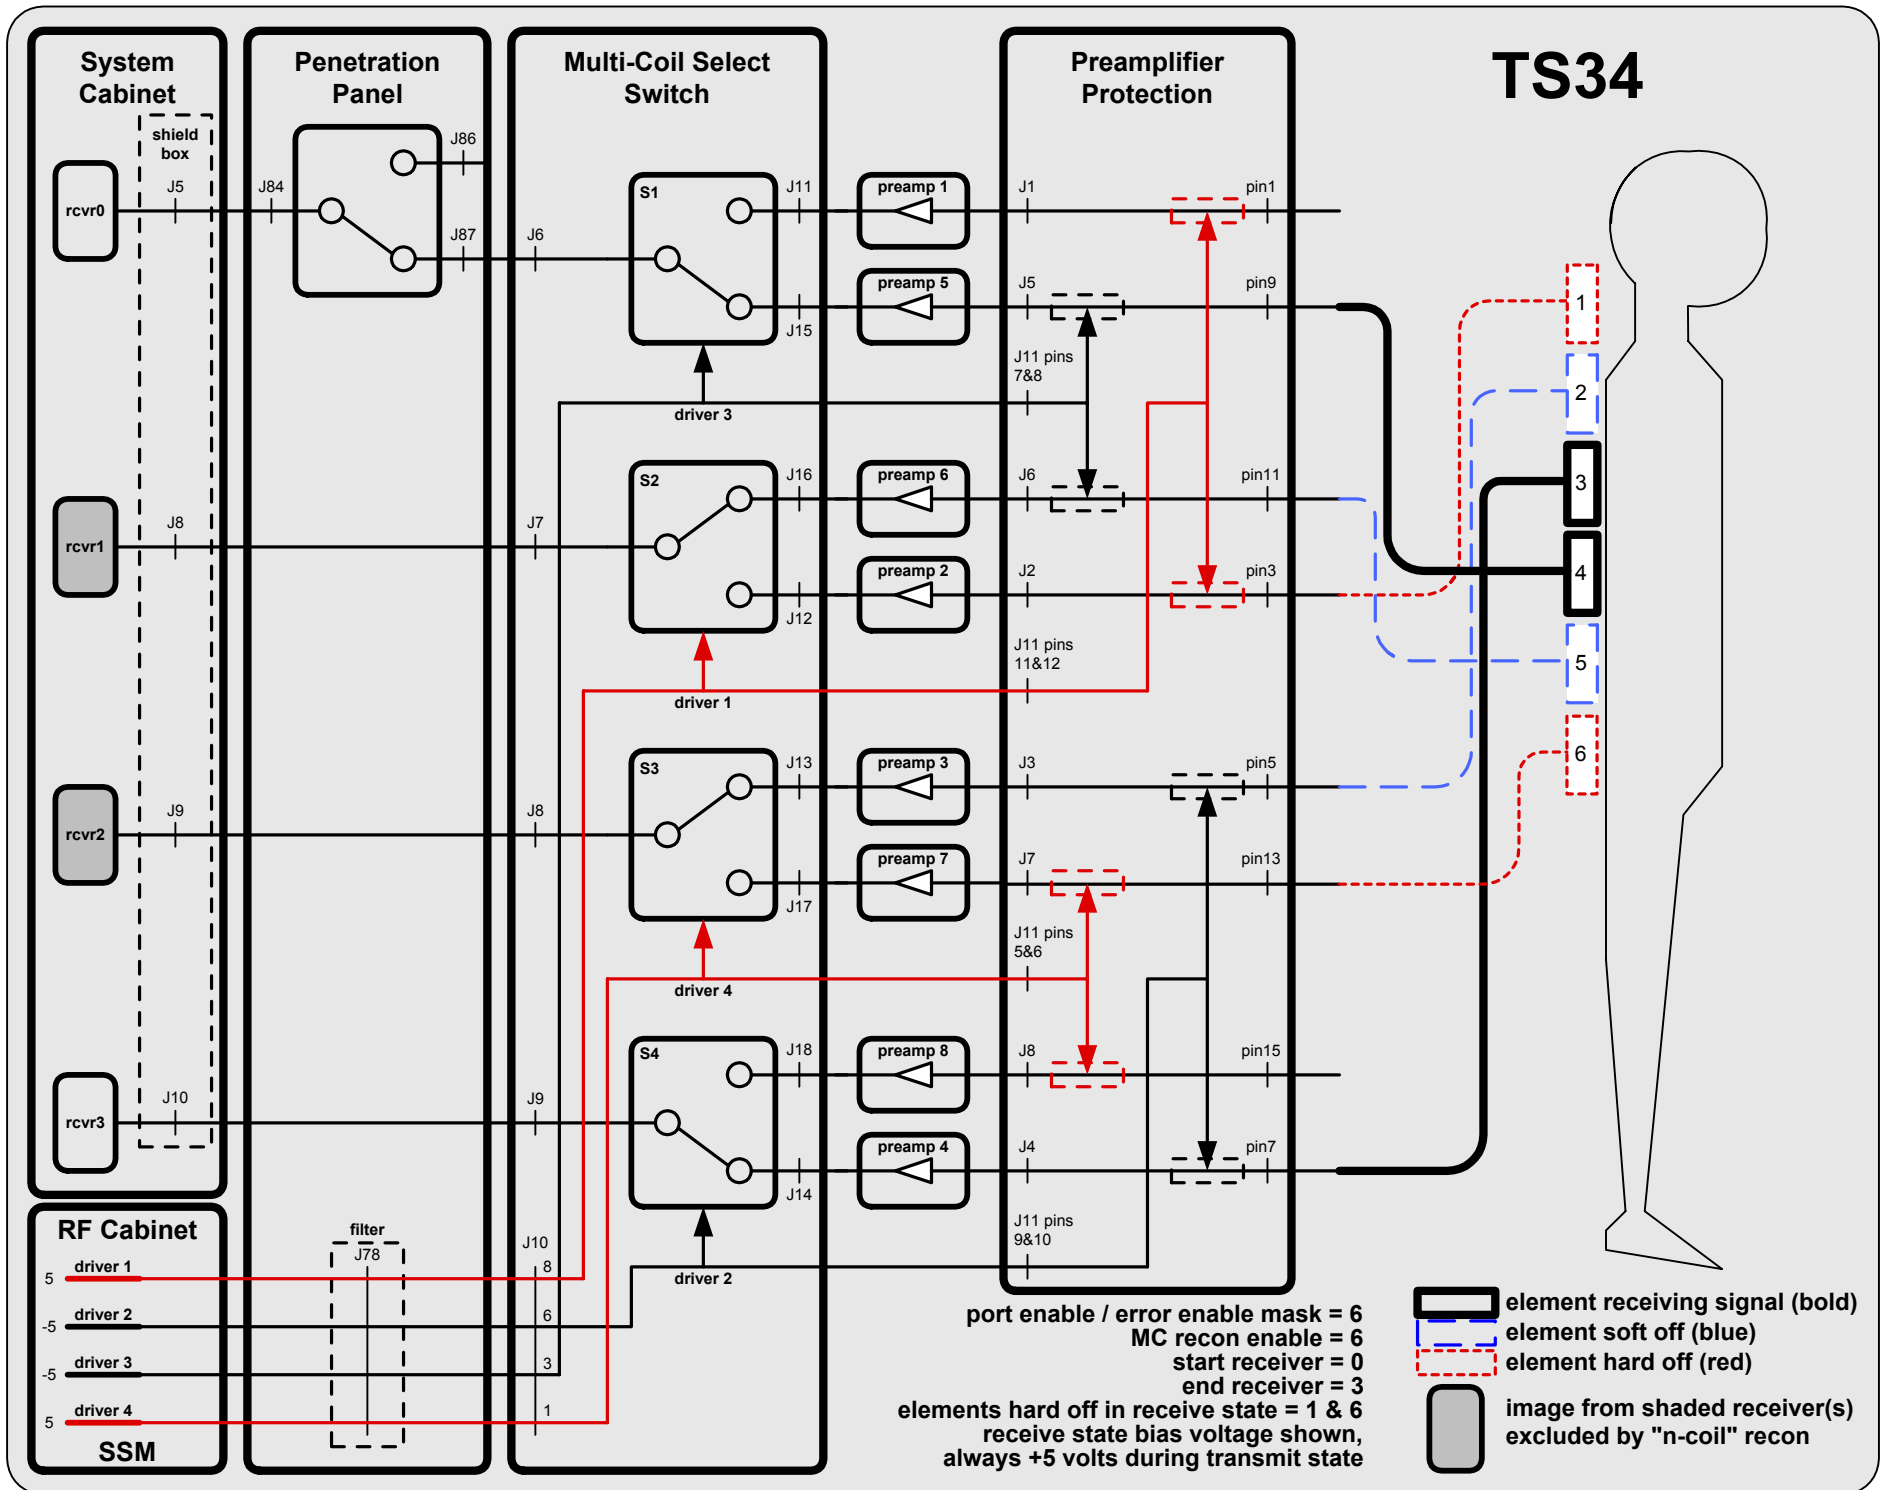 System
Cabinet
Penetration
Panel
Multi-Coil Select
Switch
Preamplifier
Protection
TS34
shield
box
rcvr0
J5
J84
J86
J87
J6
S1
J11
J15
preamp 1
preamp 5
J1
J5
pin1
pin9
J11 pins
7&8
driver 3
rcvr1
J8
J7
S2
J16
J12
preamp 6
preamp 2
J6
J2
pin11
pin3
J11 pins
11&12
driver 1
rcvr2
J9
J8
S3
J13
J17
preamp 3
preamp 7
J3
J7
pin5
pin13
J11 pins
5&6
driver 4
rcvr3
J10
J9
S4
J18
J14
preamp 8
preamp 4
J8
J4
pin15
pin7
J11 pins
9&10
driver 2
1
2
3
4
5
6
RF Cabinet
5 driver 1
-5 driver 2
-5 driver 3
5 driver 4
SSM
filter
J78
J10
8
6
3
1
port enable / error enable mask = 6
MC recon enable = 6
start receiver = 0
end receiver = 3
elements hard off in receive state = 1 & 6
receive state bias voltage shown,
always +5 volts during transmit state
element receiving signal (bold)
element soft off (blue)
element hard off (red)
image from shaded receiver(s)
excluded by "n-coil" recon